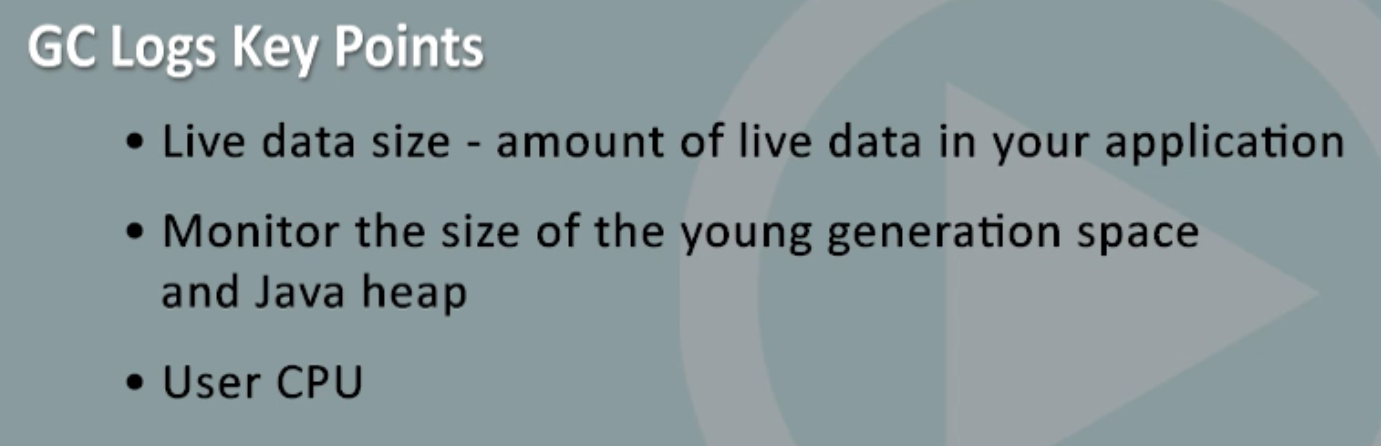 GC Logs Key Points
• Live data size - amount of live data in your application
• Monitor the size of the young generation space
and Java heap
• User CPU